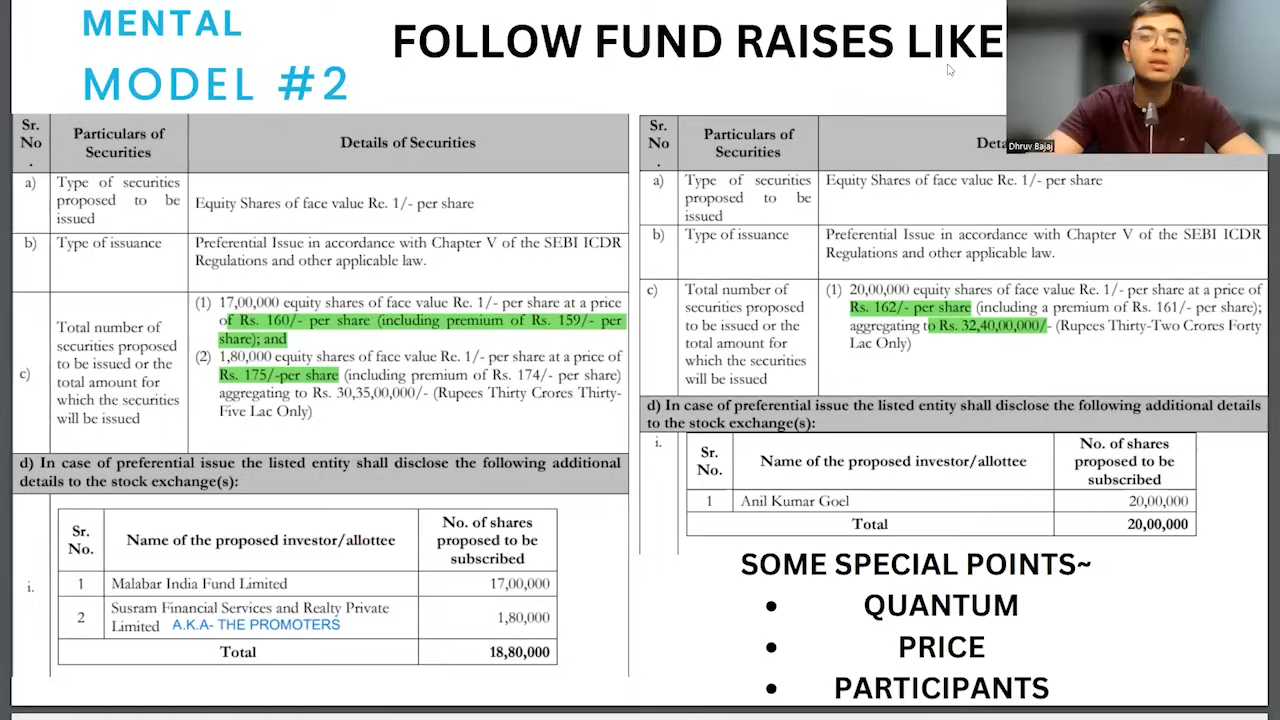 MENTAL
MODEL #2
FOLLOW FUND RAISES LIKE
Dhruv Bajaj
Sr.
No
.
Particulars of
Securities
Details of Securities
a)
Type of securities
proposed to be
issued
Equity Shares of face value Re. 1/- per share
b)
Type of issuance
Preferential Issue in accordance with Chapter V of the SEBI ICDR
Regulations and other applicable law.
c)
Total number of
securities proposed
to be issued or the
total amount for
which the securities
will be issued
(1) 17,00,000 equity shares of face value Re. 1/- per share at a price
of Rs. 160/- per share (including premium of Rs. 159/- per
share); and
(2) 1,80,000 equity shares of face value Re. 1/- per share at a price of
Rs. 175/-per share (including premium of Rs. 174/- per share)
aggregating to Rs. 30,35,00,000/- (Rupees Thirty Crores Thirty-
Five Lac Only)
d) In case of preferential issue the listed entity shall disclose the following additional
details to the stock exchange(s):
i.
Sr.
No.
Name of the proposed investor/allottee
No. of shares
proposed to be
subscribed
1 Malabar India Fund Limited 17,00,000
2 Susram Financial Services and Realty Private
Limited A.K.A- THE PROMOTERS 1,80,000
Total 18,80,000
Sr.
No
.
Particulars of
Securities
Deta
a)
Type of securities
proposed to be
issued
Equity Shares of face value Re. 1/- per share
b)
Type of issuance
Preferential Issue in accordance with Chapter V of the SEBI ICDR
Regulations and other applicable law.
c)
Total number of
securities proposed
to be issued or the
total amount for
which the securities
will be issued
(1) 20,00,000 equity shares of face value Re. 1/- per share at a price of
Rs. 162/- per share (including a premium of Rs. 161/- per share);
aggregating to Rs. 32,40,00,000/- (Rupees Thirty-Two Crores Forty
Lac Only)
d) In case of preferential issue the listed entity shall disclose the following additional details
to the stock exchange(s):
i.
Sr.
No.
Name of the proposed investor/allottee
No. of shares
proposed to be
subscribed
1 Anil Kumar Goel 20,00,000
Total 20,00,000
SOME SPECIAL POINTS~
• QUANTUM
• PRICE
• PARTICIPANTS